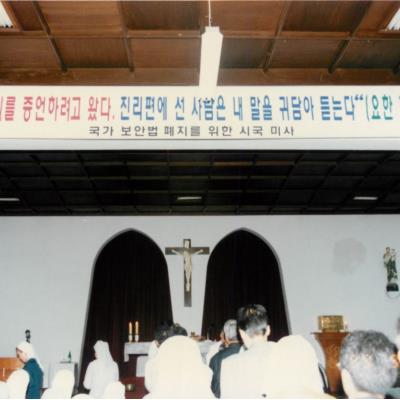 를 증언하려고 왔다. 진리편에 선 사람은 내 말을 귀담아 듣는다"(요한
국가 보안법 폐지를 위한 시국 미사